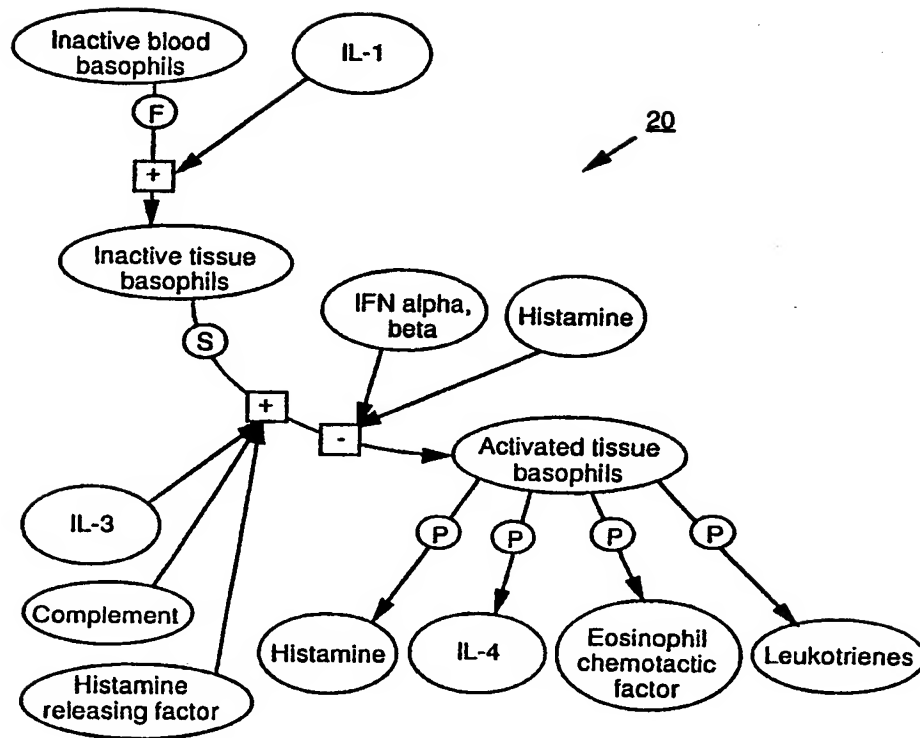 Inactive blood
basophils
IL-1
F
20
+
Inactive tissue
basophils
IFN alpha,
beta
Histamine
S
+
-
Activated tissue
basophils
IL-3
P
P
P
P
Complement
Histamine
IL-4
Eosinophil
chemotactic
factor
Leukotrienes
Histamine
releasing factor